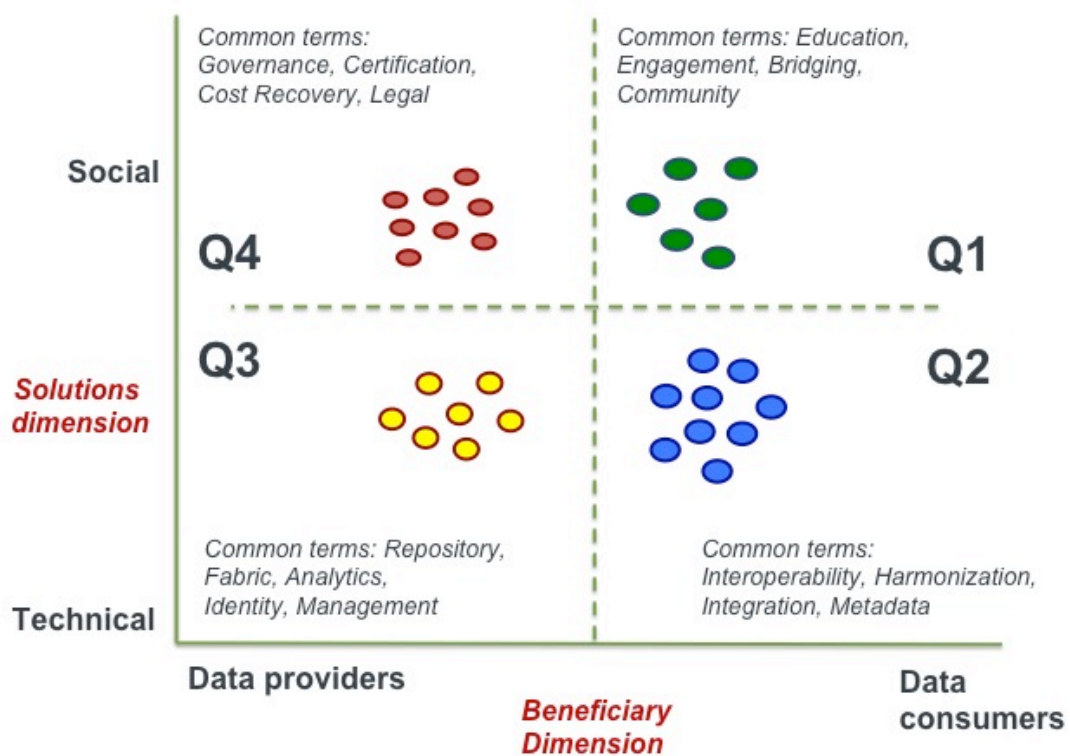 Common terms:
Governance, Certification,
Cost Recovery, Legal
Common terms: Education,
Engagement, Bridging,
Community
Social
Q4
Q1
Q3
Q2
Solutions
dimension
Common terms: Repository,
Fabric, Analytics,
Identity, Management
Common terms:
Interoperability, Harmonization,
Integration, Metadata
Technical
Data providers
Data
consumers
Beneficiary
Dimension